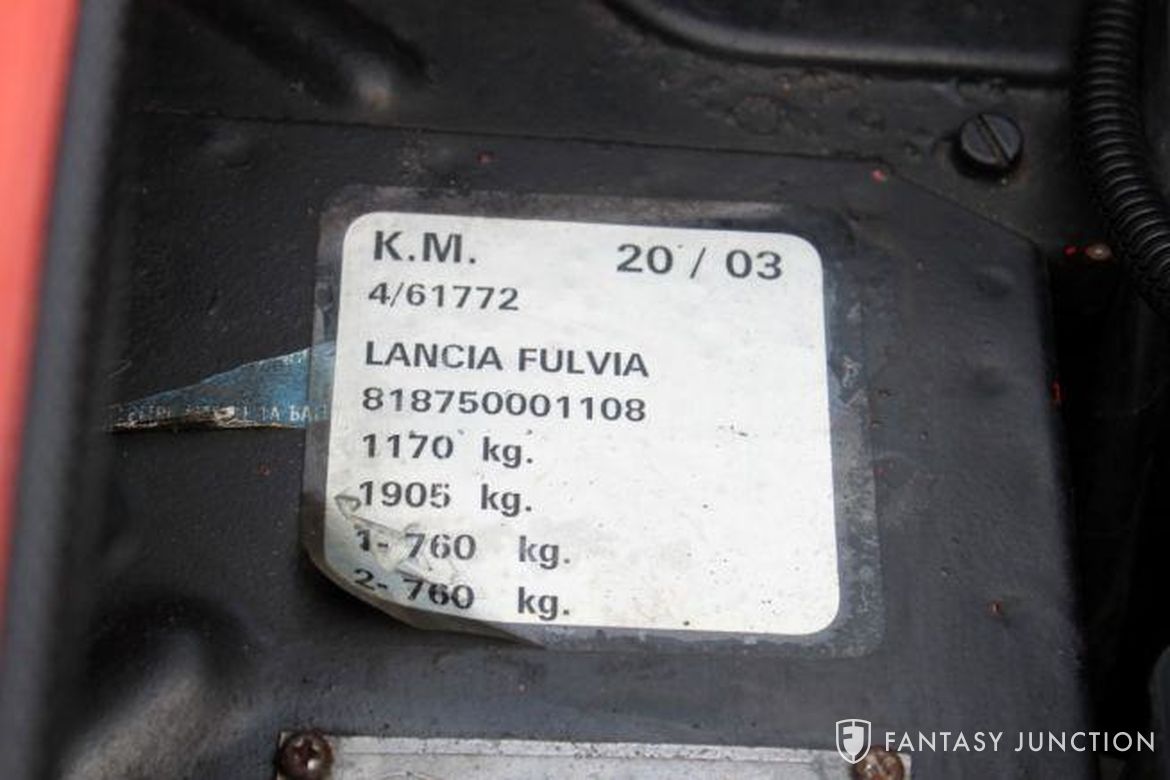 K.M. 20 / 03
4/61772
LANCIA FULVIA
818750001108
1170 kg.
1905 kg.
1- 760 kg.
2- 760 kg.
FANTASY JUNCTION